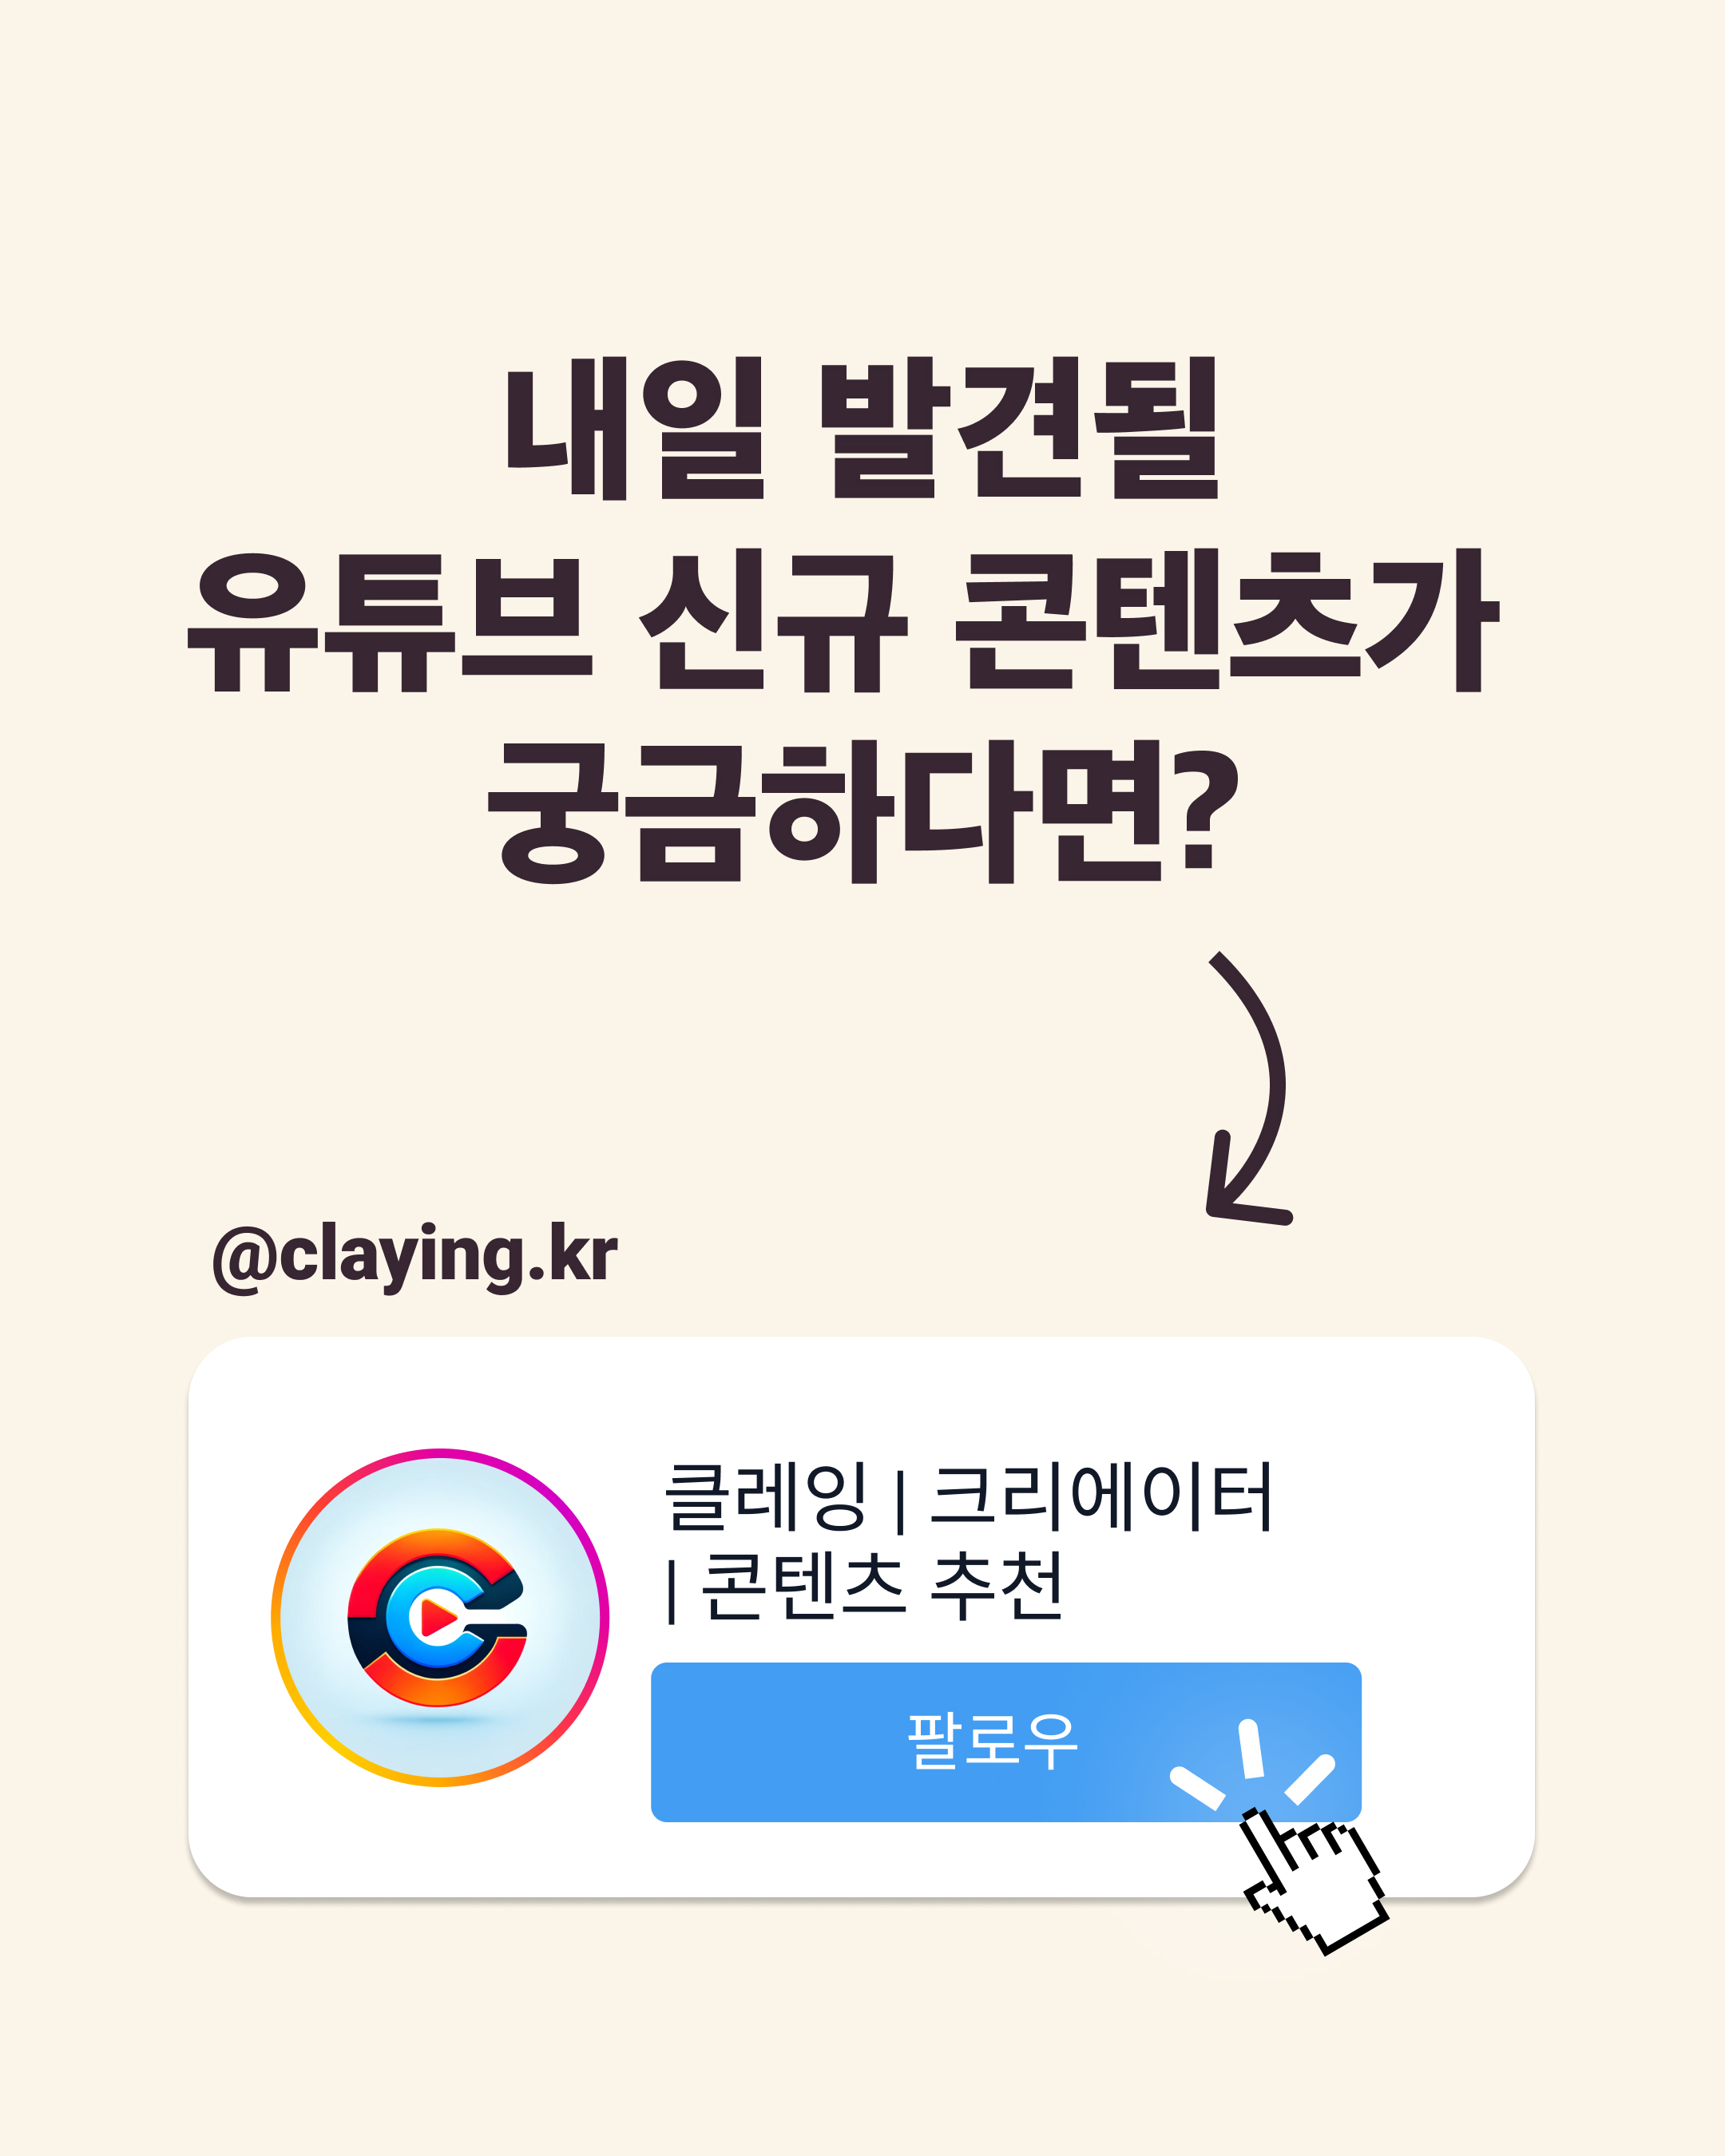 내일 발견될
유튜브 신규 콘텐츠가
궁금하다면?
@claying.kr
클레잉 | 크리에이터
| 콘텐츠 추천
팔로우